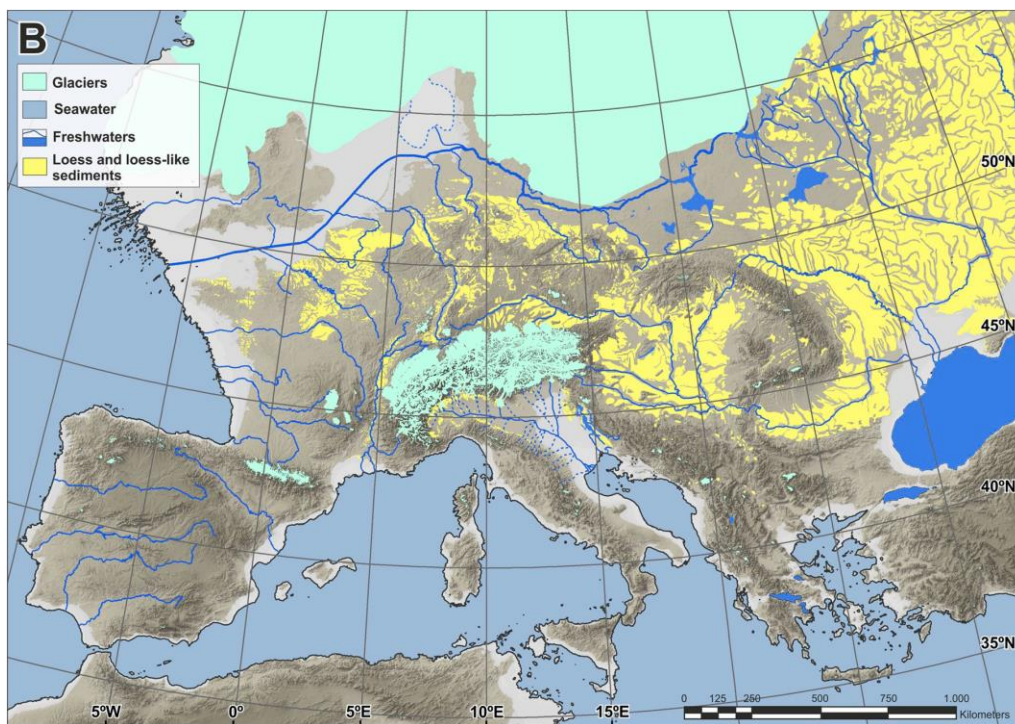 B
Glaciers
Seawater
Freshwaters
Loess and loess-like
sediments
50ºN
45ºN
40ºN
35ºN
5ºW
0º
5ºE
10ºE
15ºE
0 125 250 500 750 1.000
Kilometers